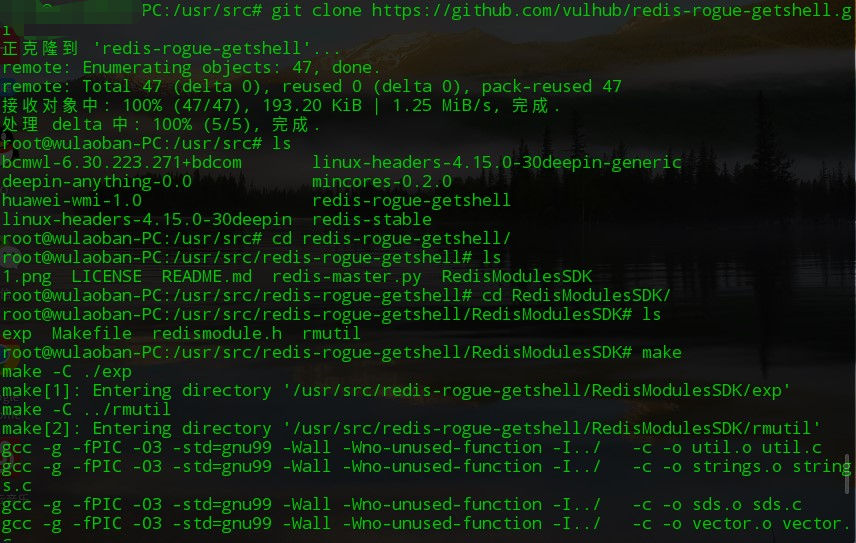 PC:/usr/src# git clone https://github.com/vulhub/redis-rogue-getshell.g
i
正克隆到 'redis-rogue-getshell'...
remote: Enumerating objects: 47, done.
remote: Total 47 (delta 0), reused 0 (delta 0), pack-reused 47
接收对象中: 100% (47/47), 193.20 KiB | 1.25 MiB/s, 完成.
处理 delta 中: 100% (5/5), 完成.
root@wulaoban-PC:/usr/src# ls
bcmwl-6.30.223.271+bdcom       linux-headers-4.15.0-30deepin-generic
deepin-anything-0.0            mincores-0.2.0
huawei-wmi-1.0                 redis-rogue-getshell
linux-headers-4.15.0-30deepin  redis-stable
root@wulaoban-PC:/usr/src# cd redis-rogue-getshell/
root@wulaoban-PC:/usr/src/redis-rogue-getshell# ls
1.png  LICENSE  README.md  redis-master.py  RedisModulesSDK
root@wulaoban-PC:/usr/src/redis-rogue-getshell# cd RedisModulesSDK/
root@wulaoban-PC:/usr/src/redis-rogue-getshell/RedisModulesSDK# ls
exp  Makefile  redismodule.h  rmutil
root@wulaoban-PC:/usr/src/redis-rogue-getshell/RedisModulesSDK# make
make -C ./exp
make[1]: Entering directory '/usr/src/redis-rogue-getshell/RedisModulesSDK/exp'
make -C ../rmutil
make[2]: Entering directory '/usr/src/redis-rogue-getshell/RedisModulesSDK/rmutil'
gcc -g -fPIC -O3 -std=gnu99 -Wall -Wno-unused-function -I../   -c -o util.o util.c
gcc -g -fPIC -O3 -std=gnu99 -Wall -Wno-unused-function -I../   -c -o strings.o string
s.c
gcc -g -fPIC -O3 -std=gnu99 -Wall -Wno-unused-function -I../   -c -o sds.o sds.c
gcc -g -fPIC -O3 -std=gnu99 -Wall -Wno-unused-function -I../   -c -o vector.o vector.